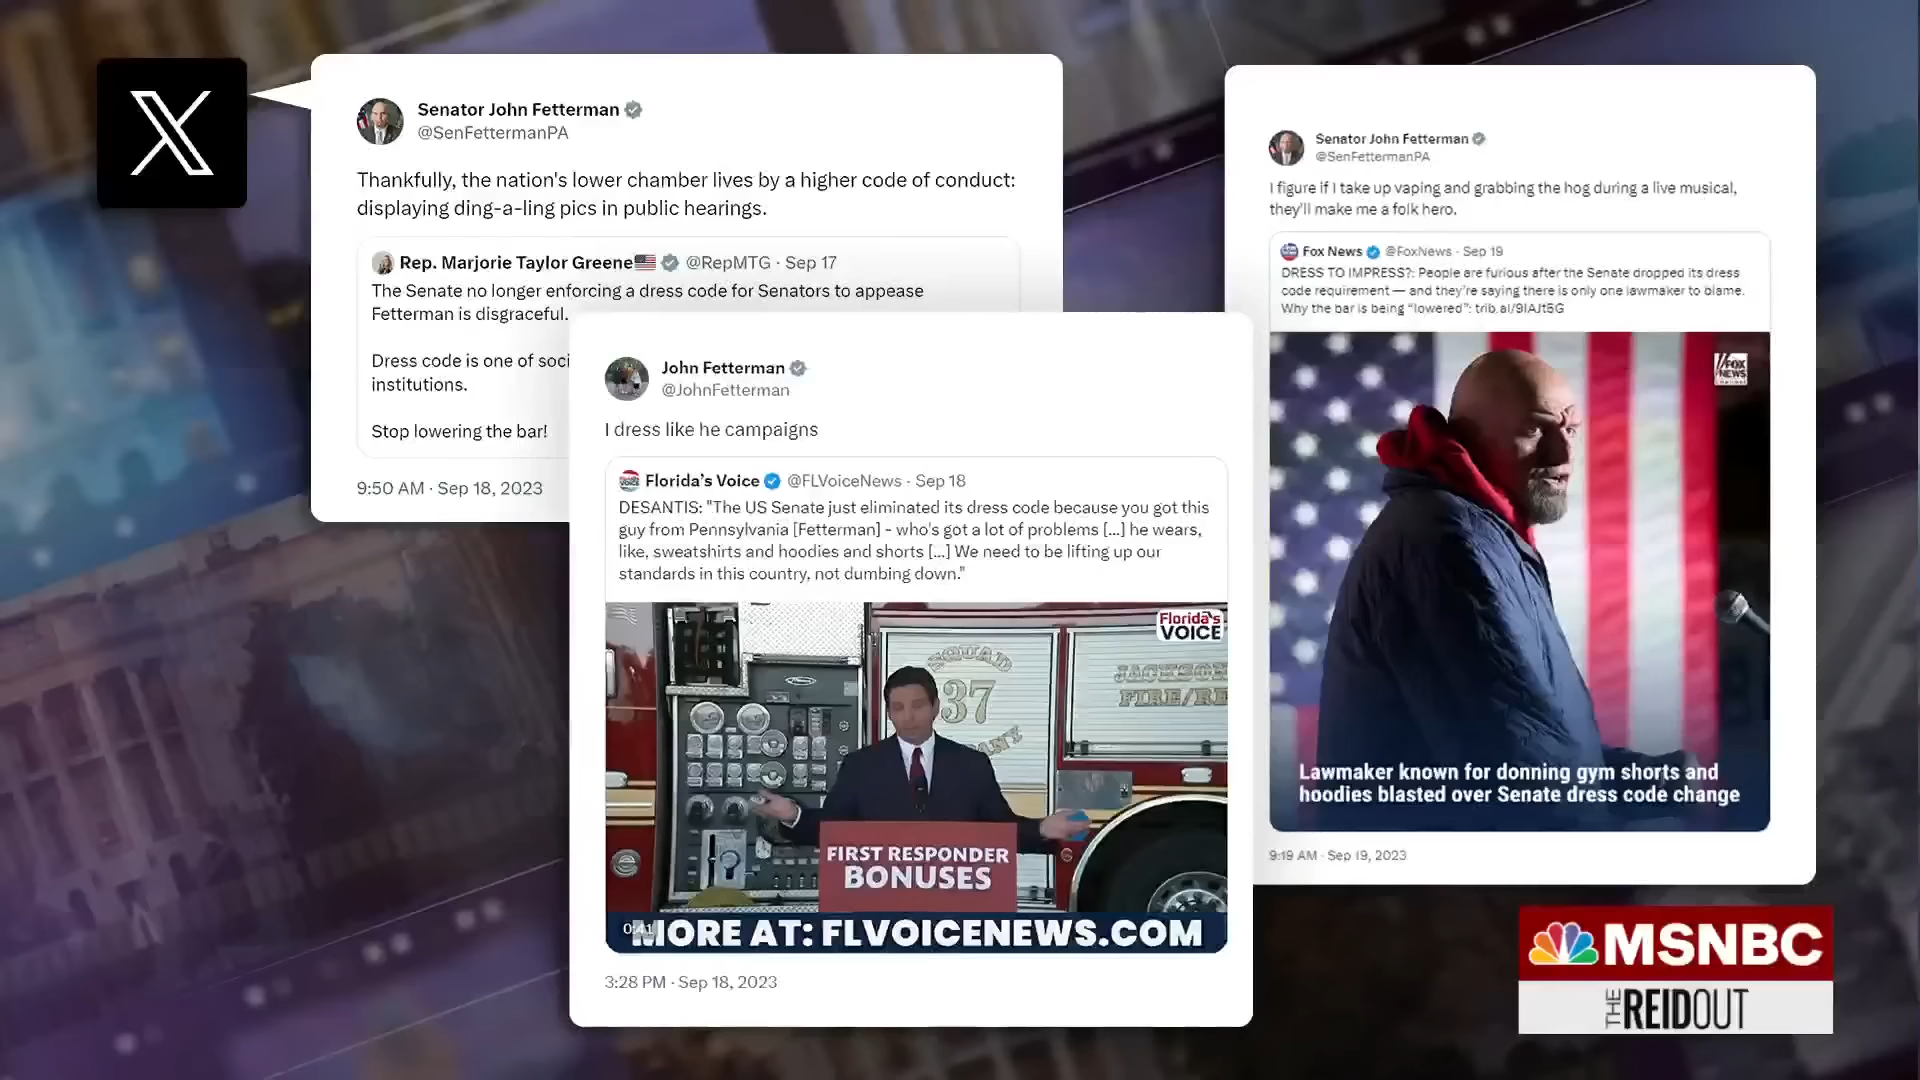 Senator John Fetterman
@SenFettermanPA
Thankfully, the nation's lower chamber lives by a higher code of conduct:
displaying ding-a-ling pics in public hearings.
Rep. Marjorie Taylor Greene @RepMTG · Sep 17
The Senate no longer enforcing a dress code for Senators to appease
Fetterman is disgraceful.
Dress code is one of soci
institutions.
Stop lowering the bar!
9:50 AM · Sep 18, 2023
John Fetterman
@JohnFetterman
I dress like he campaigns
Florida's Voice @FLVoiceNews · Sep 18
DESANTIS: "The US Senate just eliminated its dress code because you got this
guy from Pennsylvania [Fetterman] - who's got a lot of problems [...] he wears,
like, sweatshirts and hoodies and shorts [...] We need to be lifting up our
standards in this country, not dumbing down."
Florida's
VOICE
SQUAD
37
COMPANY
JACKSON
FIRE/RE
FIRST RESPONDER
BONUSES
0:41
MORE AT: FLVOICENEWS.COM
3:28 PM · Sep 18, 2023
Senator John Fetterman
@SenFettermanPA
I figure if I take up vaping and grabbing the hog during a live musical,
they'll make me a folk hero.
Fox News @FoxNews · Sep 19
DRESS TO IMPRESS?: People are furious after the Senate dropped its dress
code requirement — and they're saying there is only one lawmaker to blame.
Why the bar is being "lowered": trib.al/9IAJt5G
FOX
NEWS
channel
Lawmaker known for donning gym shorts and
hoodies blasted over Senate dress code change
9:19 AM · Sep 19, 2023
MSNBC
THE REIDOUT